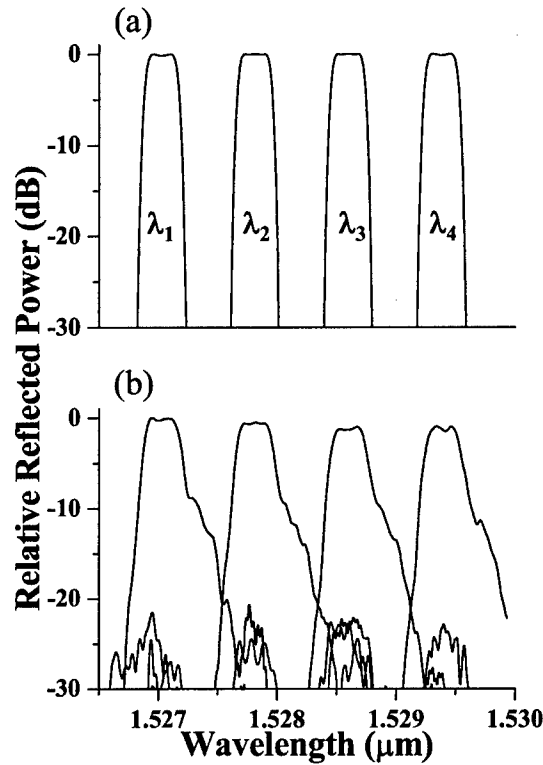 (a)
0
-10
-20
-30
λ1 λ2 λ3 λ4
(b)
0
-10
-20
-30
1.527 1.528 1.529 1.530
Wavelength (μm)
Relative Reflected Power (dB)